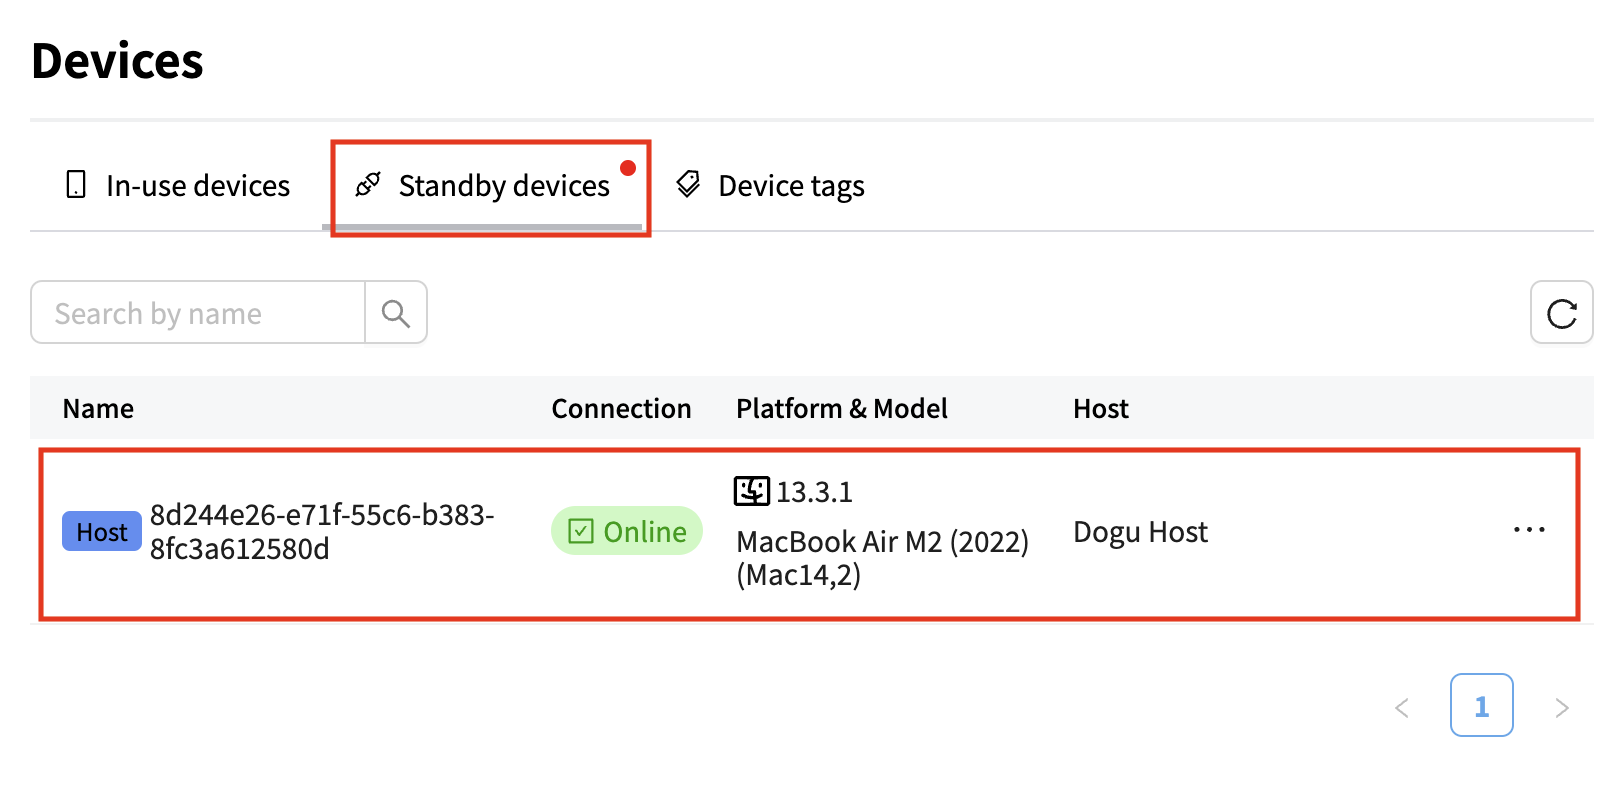 Devices
In-use devices
Standby devices
Device tags
Search by name
Name
Connection
Platform & Model
Host
Host
8d244e26-e71f-55c6-b383-
8fc3a612580d
Online
13.3.1
MacBook Air M2 (2022)
(Mac14,2)
Dogu Host
1